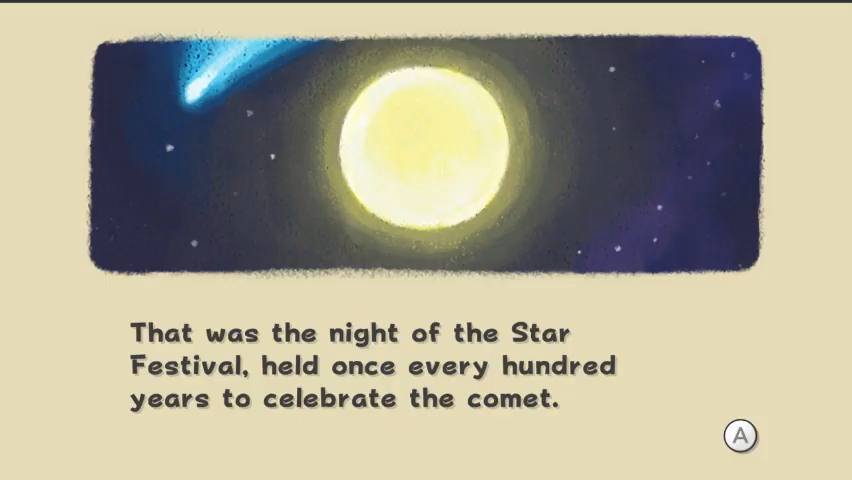 That was the night of the Star
Festival, held once every hundred
years to celebrate the comet.
A